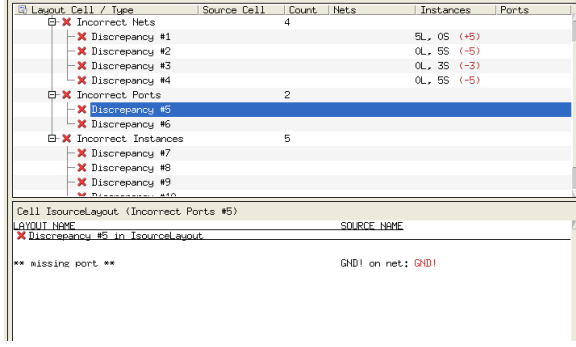 Layout Cell / Type Source Cell Count Nets Instances Ports
Incorrect Nets 4
Discrepancy #1 5L, 0S (+5)
Discrepancy #2 0L, 5S (-5)
Discrepancy #3 0L, 3S (-3)
Discrepancy #4 0L, 5S (-5)
Incorrect Ports 2
Discrepancy #5
Discrepancy #6
Incorrect Instances 5
Discrepancy #7
Discrepancy #8
Discrepancy #9
Discrepancy #10
Cell IsourceLayout (Incorrect Ports #5)
LAYOUT NAME SOURCE NAME
Discrepancy #5 in IsourceLayout
** missing port ** GND! on net: GND!